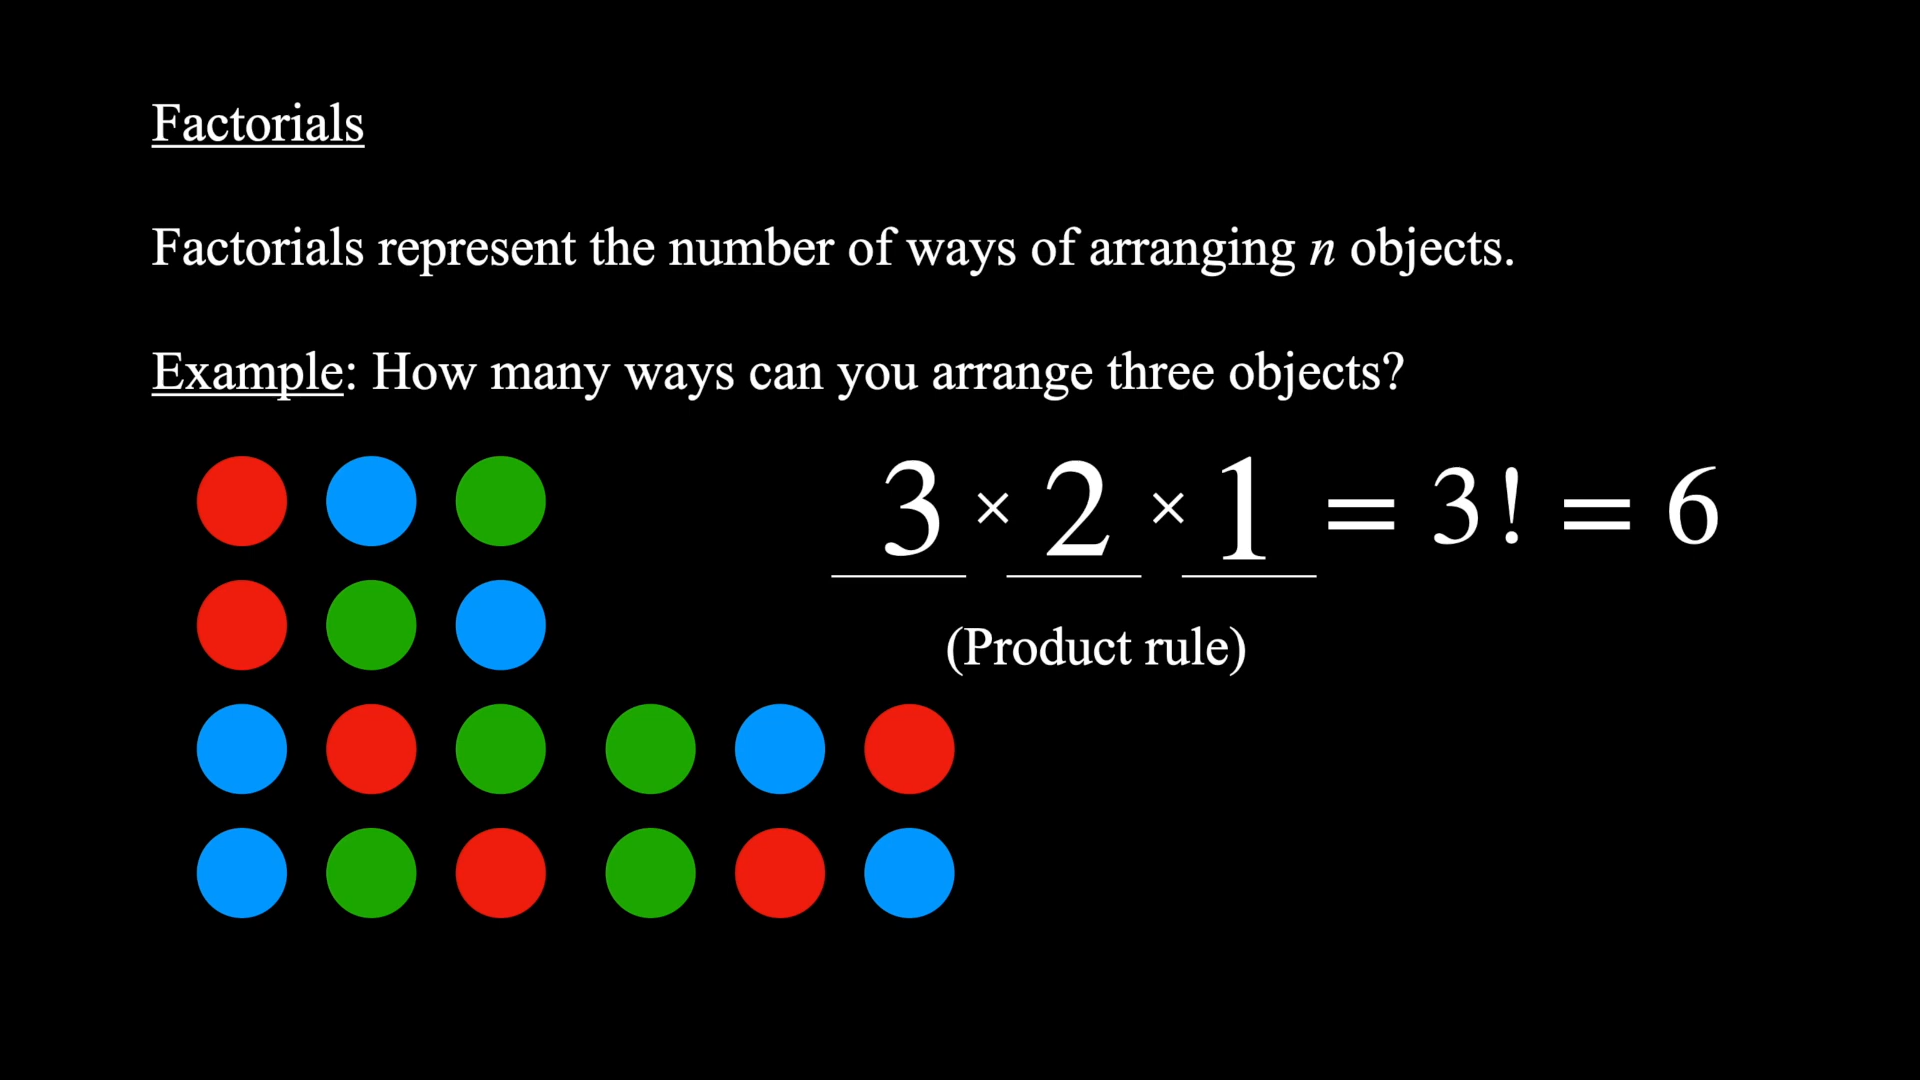 Factorials
Factorials represent the number of ways of arranging n objects.
Example: How many ways can you arrange three objects?
3 × 2 × 1 = 3! = 6
(Product rule)